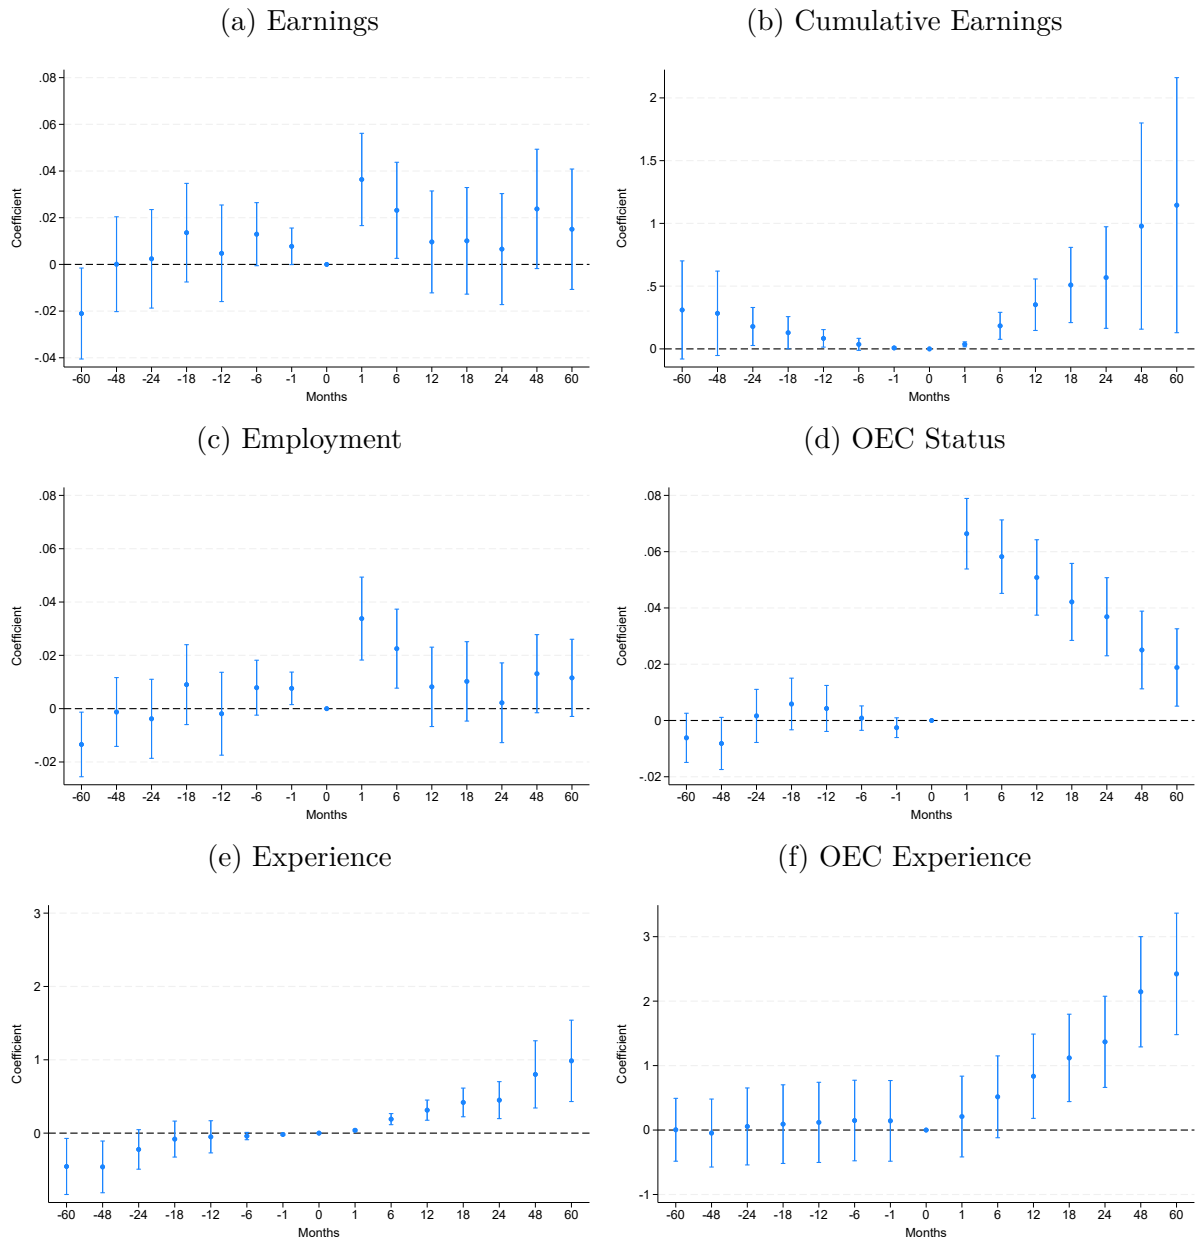 (a) Earnings
.08
.06
.04
.02
0
-.02
-.04
Coefficient
-60 -48 -24 -18 -12 -6 -1 0 1 6 12 18 24 48 60
Months
(b) Cumulative Earnings
2
1.5
1
.5
0
Coefficient
-60 -48 -24 -18 -12 -6 -1 0 1 6 12 18 24 48 60
Months
(c) Employment
.08
.06
.04
.02
0
-.02
Coefficient
-60 -48 -24 -18 -12 -6 -1 0 1 6 12 18 24 48 60
Months
(d) OEC Status
.08
.06
.04
.02
0
-.02
Coefficient
-60 -48 -24 -18 -12 -6 -1 0 1 6 12 18 24 48 60
Months
(e) Experience
3
2
1
0
Coefficient
-60 -48 -24 -18 -12 -6 -1 0 1 6 12 18 24 48 60
Months
(f) OEC Experience
3
2
1
0
-1
Coefficient
-60 -48 -24 -18 -12 -6 -1 0 1 6 12 18 24 48 60
Months